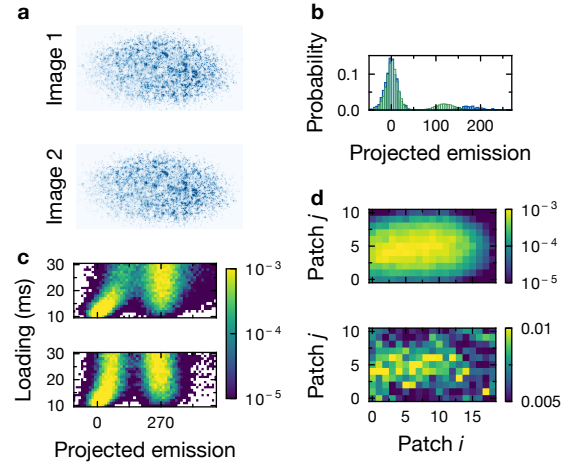 a
Image 1
Image 2
b
Probability
0.1
0.0
0
100
200
Projected emission
c
Loading (ms)
30
20
10
30
20
10
0
270
Projected emission
10⁻³
10⁻⁴
10⁻⁵
d
Patch j
10
5
0
10⁻³
10⁻⁴
10⁻⁵
Patch j
10
5
0
0
5
10
15
Patch i
0.01
0.005